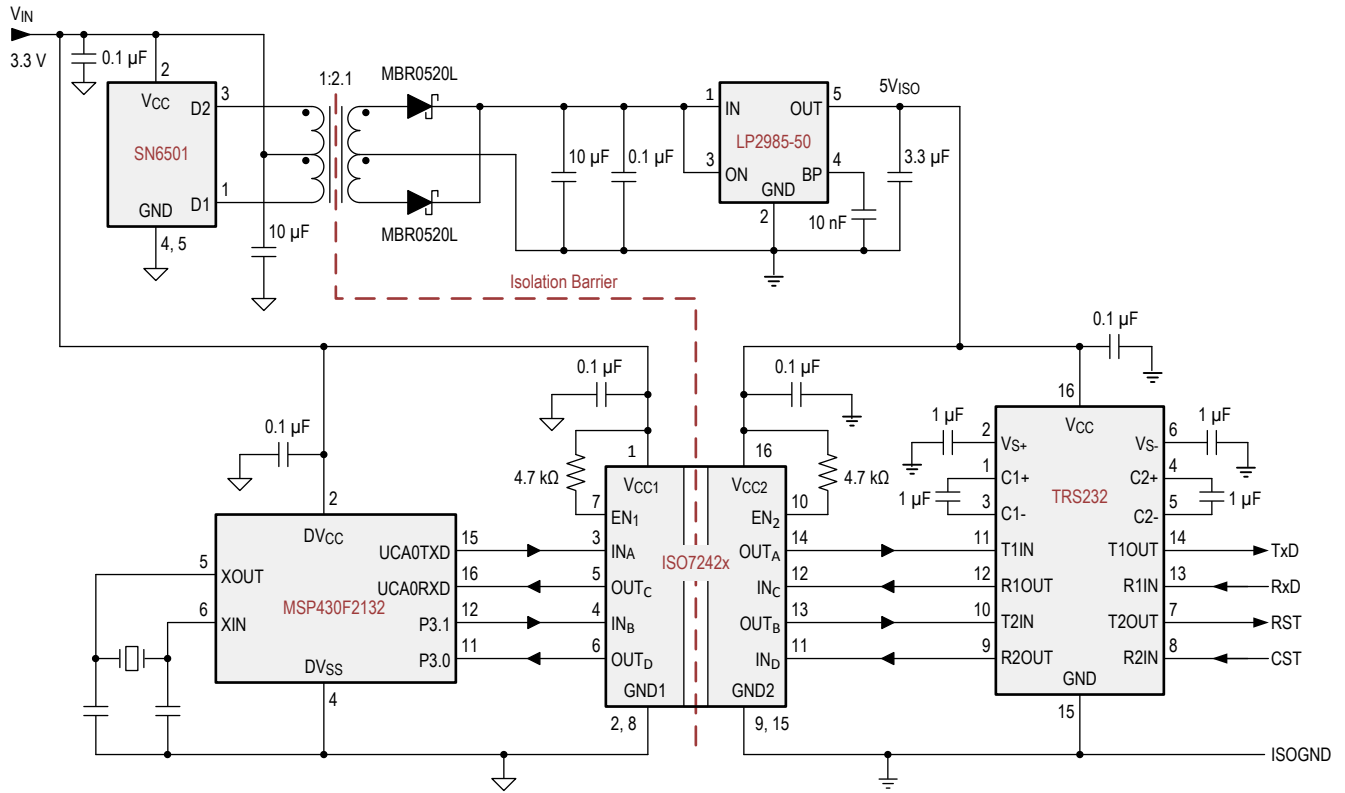 VIN
3.3 V
0.1 µF
2
VCC
D2
3
SN6501
D1
1
GND
4, 5
10 µF
1:2.1
MBR0520L
MBR0520L
10 µF
0.1 µF
1
IN
OUT
5
LP2985-50
3
ON
BP
4
GND
2
10 nF
5VISO
3.3 µF
Isolation Barrier
0.1 µF
2
DVCC
5
XOUT
UCA0TXD
15
UCA0RXD
16
MSP430F2132
6
XIN
P3.1
12
P3.0
11
DVSS
4
0.1 µF
4.7 kΩ
1
VCC1
7
EN1
3
INA
5
OUTC
4
INB
6
OUTD
GND1
2, 8
ISO7242x
0.1 µF
4.7 kΩ
16
VCC2
10
EN2
14
OUTA
12
INC
13
OUTB
11
IND
GND2
9, 15
0.1 µF
16
VCC
1 µF
2
VS+
VS-
6
1 µF
1
C1+
C2+
4
1 µF
3
C1-
C2-
5
1 µF
TRS232
11
T1IN
T1OUT
14
TxD
12
R1OUT
R1IN
13
RxD
10
T2IN
T2OUT
7
RST
9
R2OUT
R2IN
8
CST
GND
15
ISOGND